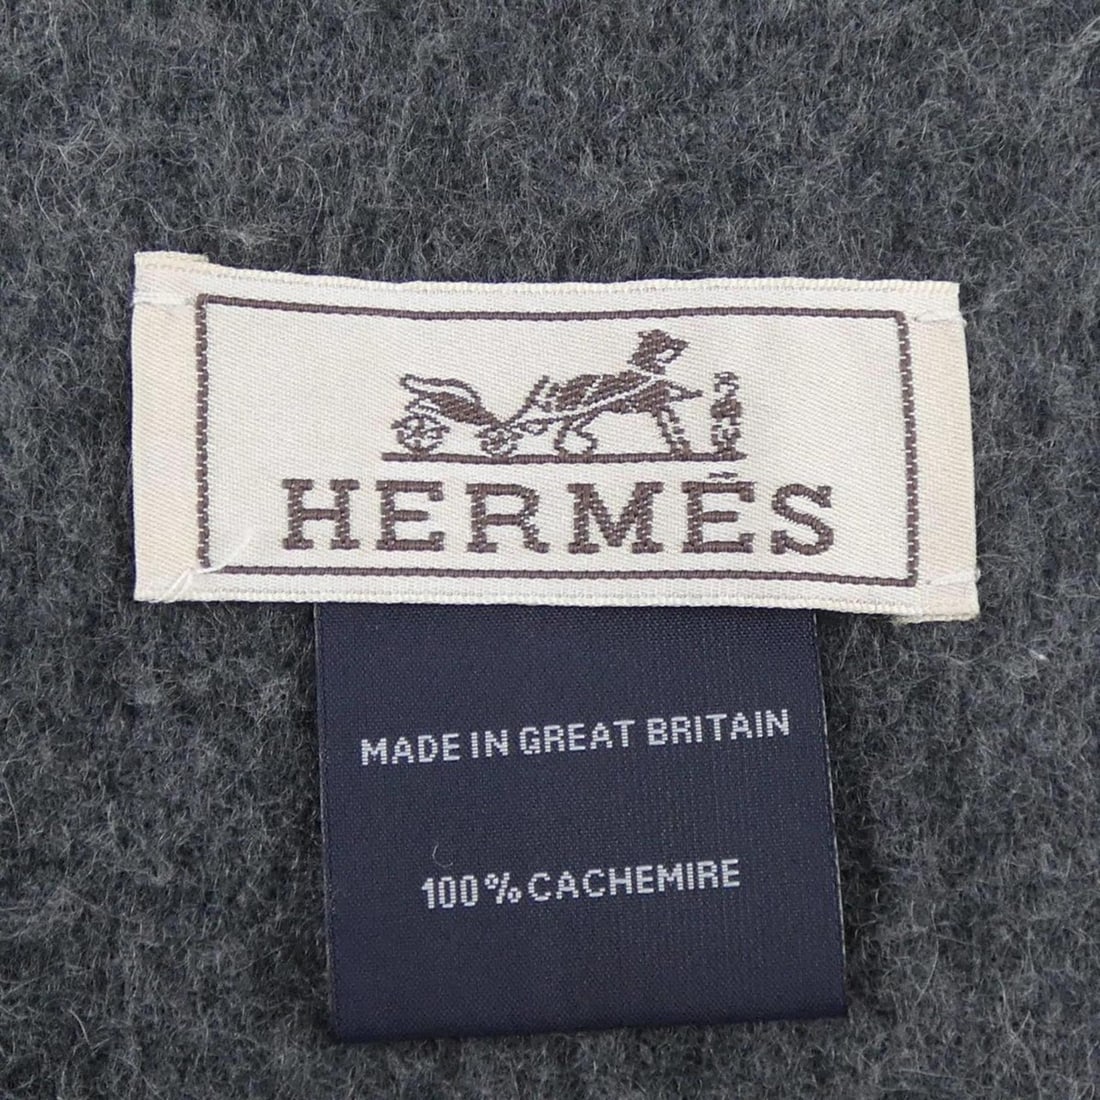 HERMÈS
MADE IN GREAT BRITAIN
100% CACHEMIRE